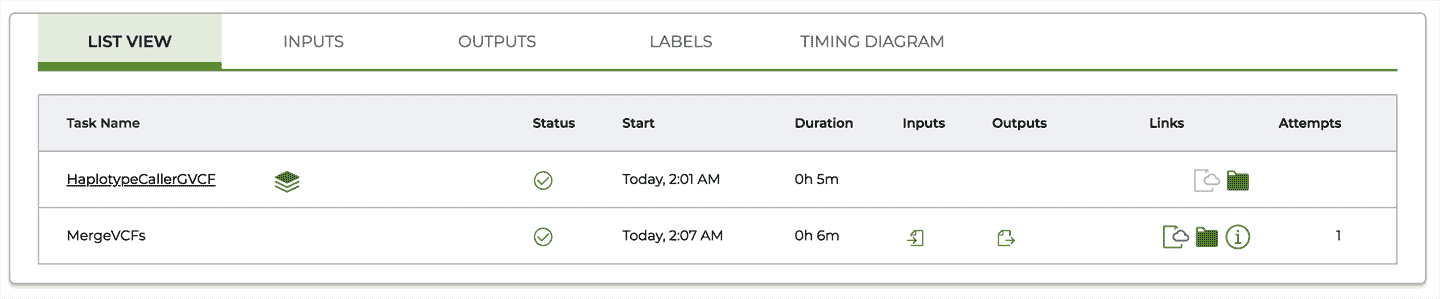 LIST VIEW INPUTS OUTPUTS LABELS TIMING DIAGRAM
Task Name Status Start Duration Inputs Outputs Links Attempts
HaplotypeCallerGVCF Today, 2:01 AM 0h 5m
MergeVCFs Today, 2:07 AM 0h 6m 1